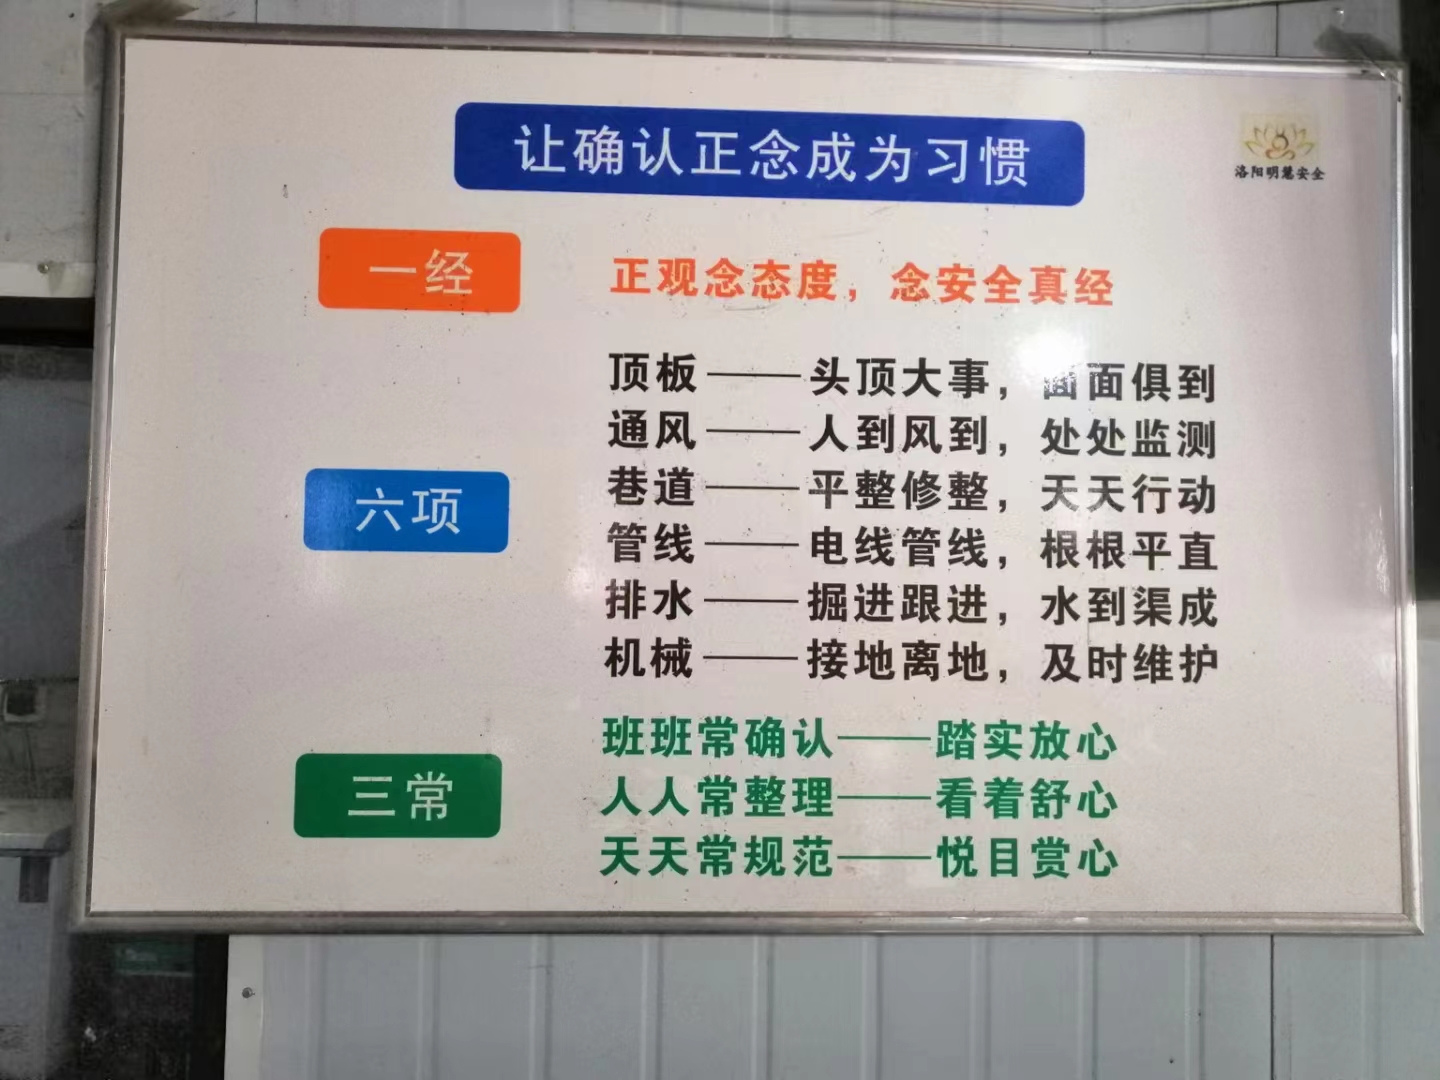 让确认正念成为习惯
洛阳明慧安全
一经
正观念态度，念安全真经
六项
顶板——头顶大事，面面俱到
通风——人到风到，处处监测
巷道——平整修整，天天行动
管线——电线管线，根根平直
排水——掘进跟进，水到渠成
机械——接地离地，及时维护
三常
班班常确认——踏实放心
人人常整理——看着舒心
天天常规范——悦目赏心